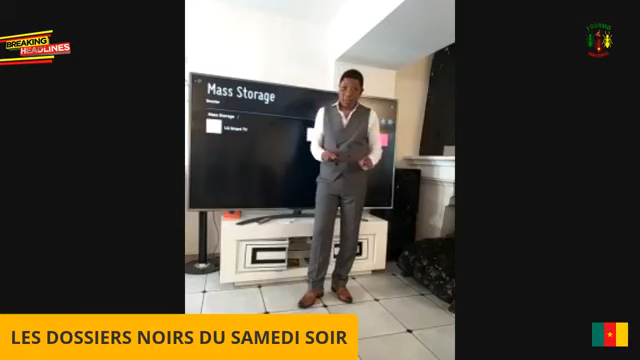 BREAKING
HEADLINES
Mass Storage
Mass Storage /
LG Smart TV
LES DOSSIERS NOIRS DU SAMEDI SOIR